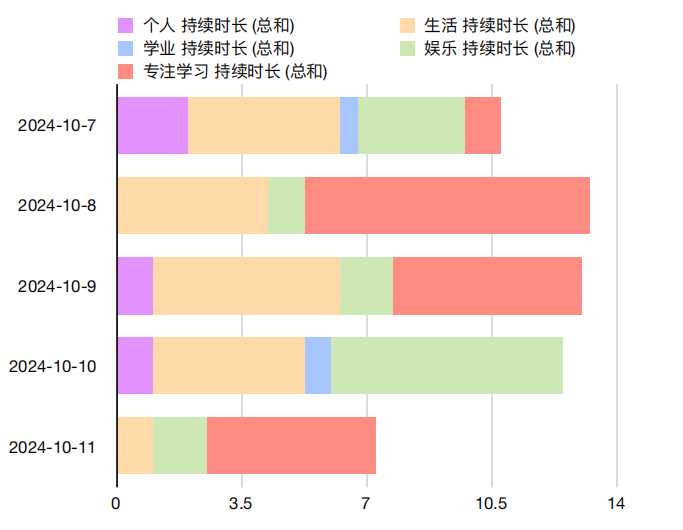 个人 持续时长 (总和)
生活 持续时长 (总和)
学业 持续时长 (总和)
娱乐 持续时长 (总和)
专注学习 持续时长 (总和)
2024-10-7
2024-10-8
2024-10-9
2024-10-10
2024-10-11
0 3.5 7 10.5 14